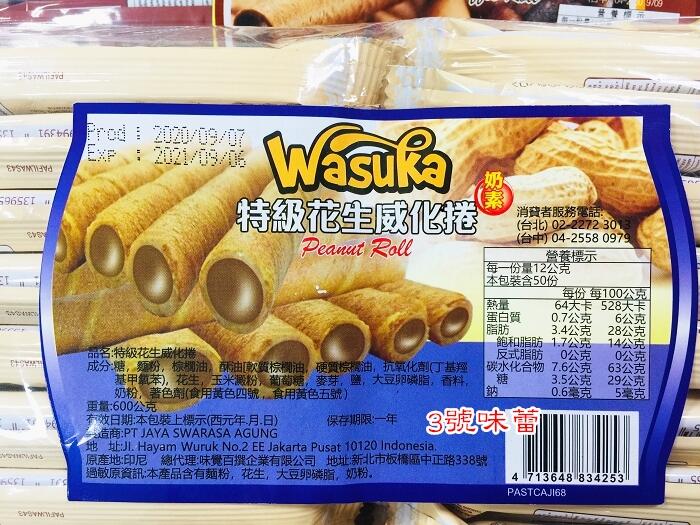 Prod : 2020/09/07
Exp : 2021/09/06
Wasuka
奶素
特級花生威化捲
Peanut Roll
消費者服務電話:
(台北) 02-2272 3013
(台中) 04-2558 0979
營養標示
每一份量12公克
本包裝含50份
每份 每100公克
熱量 64大卡 528大卡
蛋白質 0.7公克 6公克
脂肪 3.4公克 28公克
飽和脂肪 1.7公克 14公克
反式脂肪 0公克 0公克
碳水化合物 7.6公克 63公克
糖 3.5公克 29公克
鈉 0.6毫克 5毫克
品名:特級花生威化捲
成分:糖，麵粉，棕櫚油，酥油[軟質棕櫚油，硬質棕櫚油，抗氧化劑(丁基羥
基甲氧苯)，花生，玉米澱粉，葡萄糖，麥芽，鹽，大豆卵磷脂，香料，
奶粉，著色劑(食用黃色四號，食用黃色五號)
重量:600公克
有效日期:本包裝上標示(西元年.月.日) 保存期限:一年
製造商:PT JAYA SWARASA AGUNG
地 址:Jl. Hayam Wuruk No.2 EE Jakarta Pusat 10120 Indonesia.
原產地:印尼 總代理:味覺百撰企業有限公司 地址:新北市板橋區中正路338號
過敏原資訊:本產品含有麵粉，花生，大豆卵磷脂，奶粉。
3號味蕾
4 713648 834253
PASTCAJI68
PAFILWAS43
PAFILWAS43
PAFILWAS43